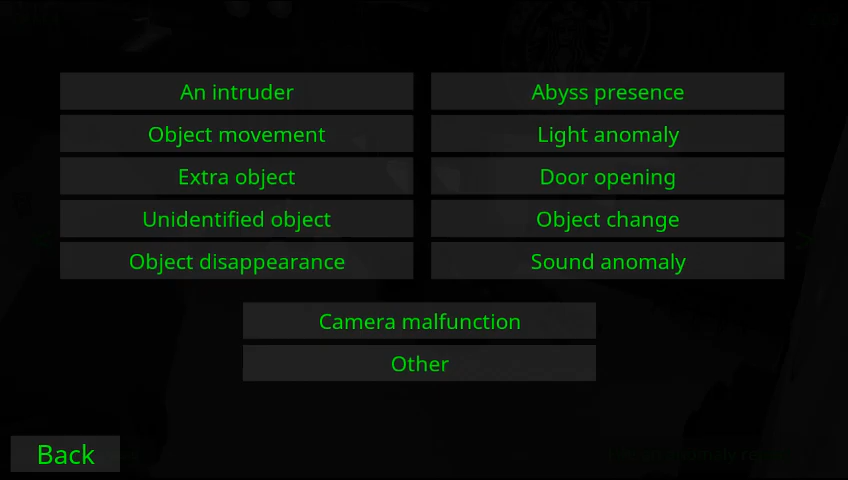 An intruder
Abyss presence
Object movement
Light anomaly
Extra object
Door opening
Unidentified object
Object change
Object disappearance
Sound anomaly
Camera malfunction
Other
Back